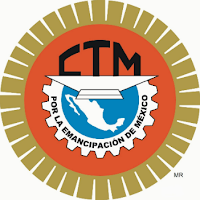 CTM
POR LA EMANCIPACIÓN DE MÉXICO
MR